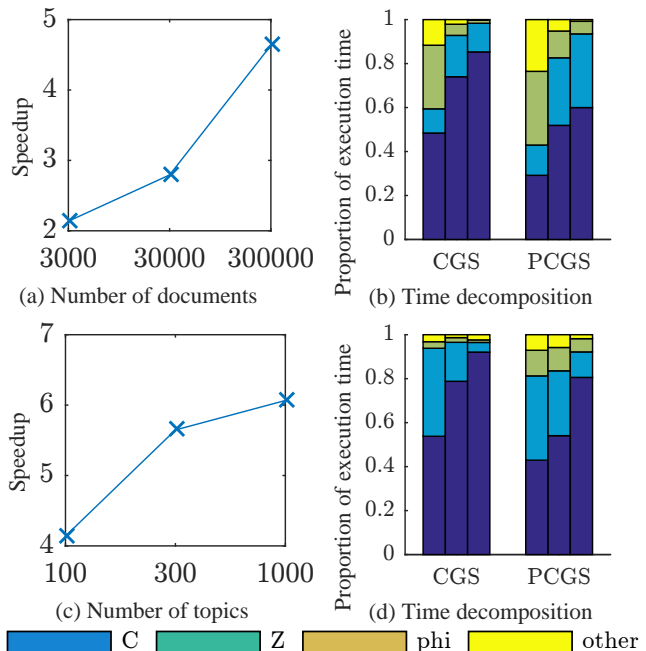 5
4
3
2
Speedup
3000 30000 300000
(a) Number of documents
1
0.8
0.6
0.4
0.2
0
Proportion of execution time
CGS PCGS
(b) Time decomposition
7
6
5
4
Speedup
100 300 1000
(c) Number of topics
1
0.8
0.6
0.4
0.2
0
Proportion of execution time
CGS PCGS
(d) Time decomposition
C Z phi other